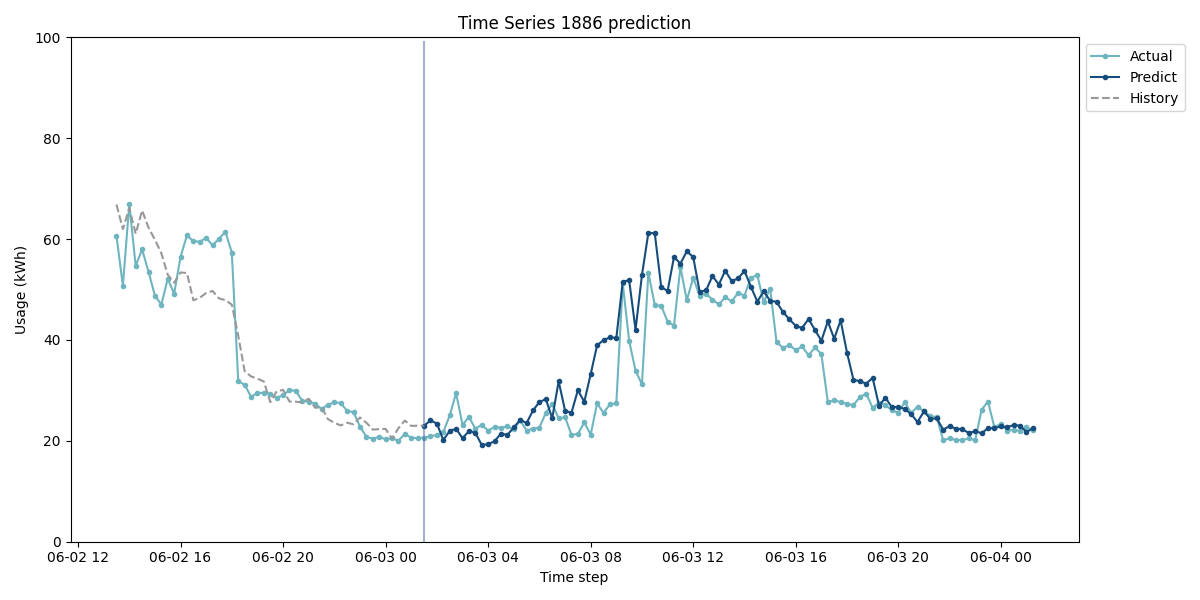 Time Series 1886 prediction
100
80
60
40
20
0
Usage (kWh)
06-02 12
06-02 16
06-02 20
06-03 00
06-03 04
06-03 08
06-03 12
06-03 16
06-03 20
06-04 00
Time step
Actual
Predict
History